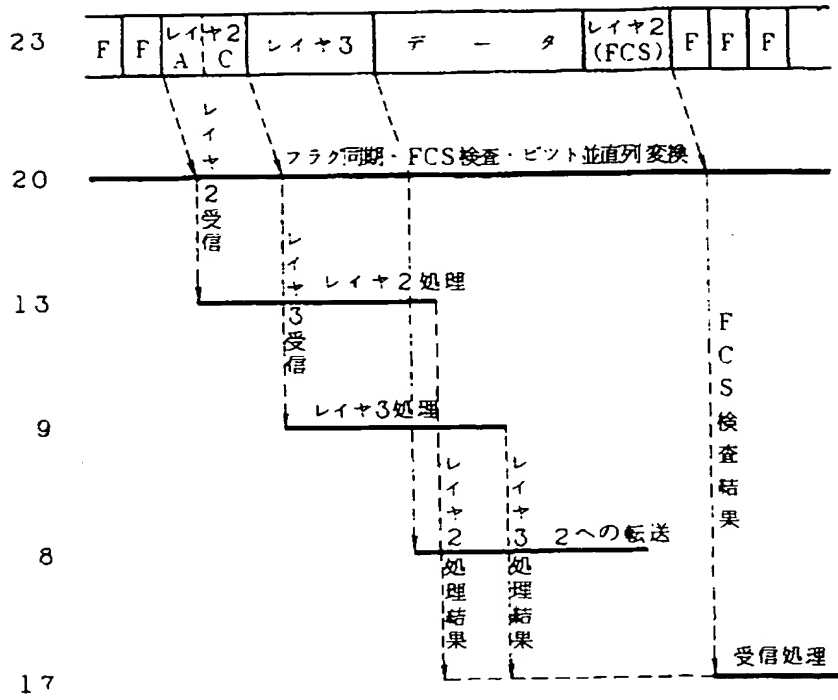 23 F F レイヤ2 A C レイヤ3 データ レイヤ2 (FCS) F F F
フラグ同期・FCS検査・ビット並直列変換
20
レイヤ2受信
レイヤ2処理
13
レイヤ3受信
FCS検査結果
レイヤ3処理
9
レイヤ2処理結果
レイヤ3処理結果
2への転送
8
受信処理
17